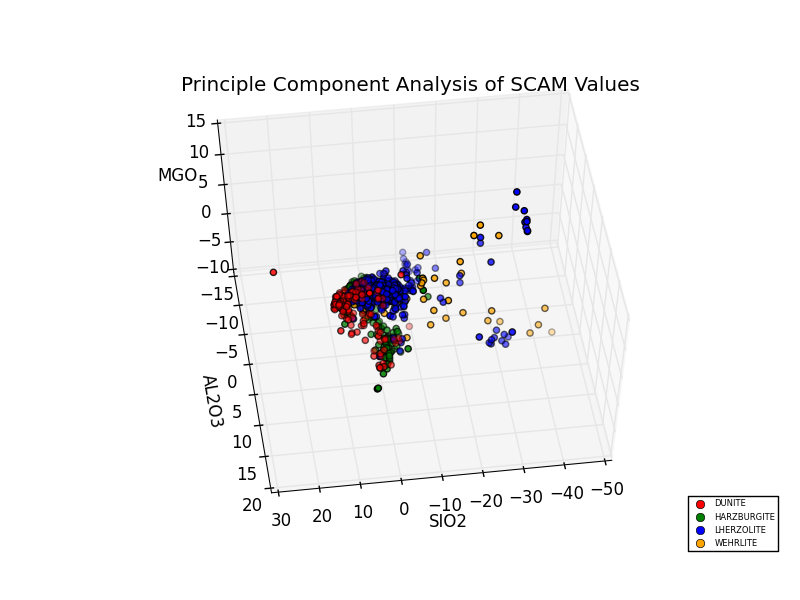 Principle Component Analysis of SCAM Values
15
10
MGO
5
0
−5
−10
−15
−10
−5
0
AL2O3
5
10
15
20
30
20
10
0
−10
−20
−30
−40
−50
SIO2
DUNITE
HARZBURGITE
LHERZOLITE
WEHRLITE